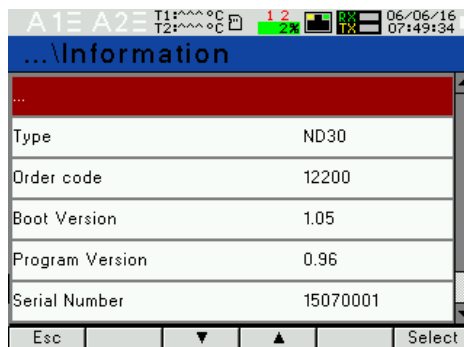 A1 A2 T1:^^^ °C 1 2 RX 06/06/16
T2:^^^ °C 2% TX 07:49:34
...\Information
...
Type ND30
Order code 12200
Boot Version 1.05
Program Version 0.96
Serial Number 15070001
Esc ▼ ▲ Select